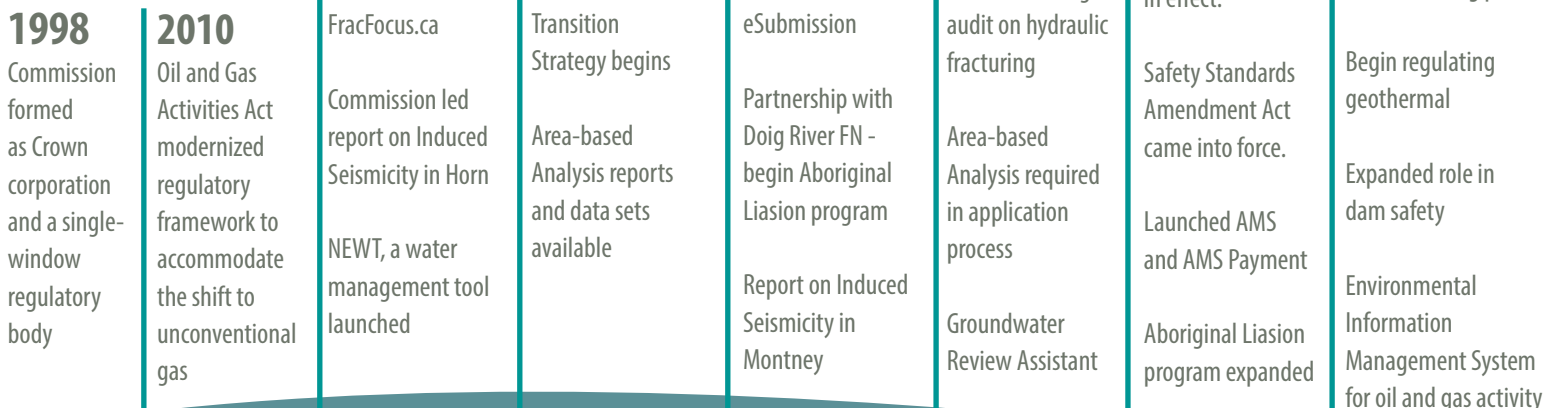 1998
Commission
formed
as Crown
corporation
and a single-
window
regulatory
body
2010
Oil and Gas
Activities Act
modernized
regulatory
framework to
accommodate
the shift to
unconventional
gas
FracFocus.ca
Commission led
report on Induced
Seismicity in Horn
NEWT, a water
management tool
launched
Transition
Strategy begins
Area-based
Analysis reports
and data sets
available
eSubmission
Partnership with
Doig River FN -
begin Aboriginal
Liasion program
Report on Induced
Seismicity in
Montney
audit on hydraulic
fracturing
Area-based
Analysis required
in application
process
Groundwater
Review Assistant
in effect.
Safety Standards
Amendment Act
came into force.
Launched AMS
and AMS Payment
Aboriginal Liasion
program expanded
Begin regulating
geothermal
Expanded role in
dam safety
Environmental
Information
Management System
for oil and gas activity